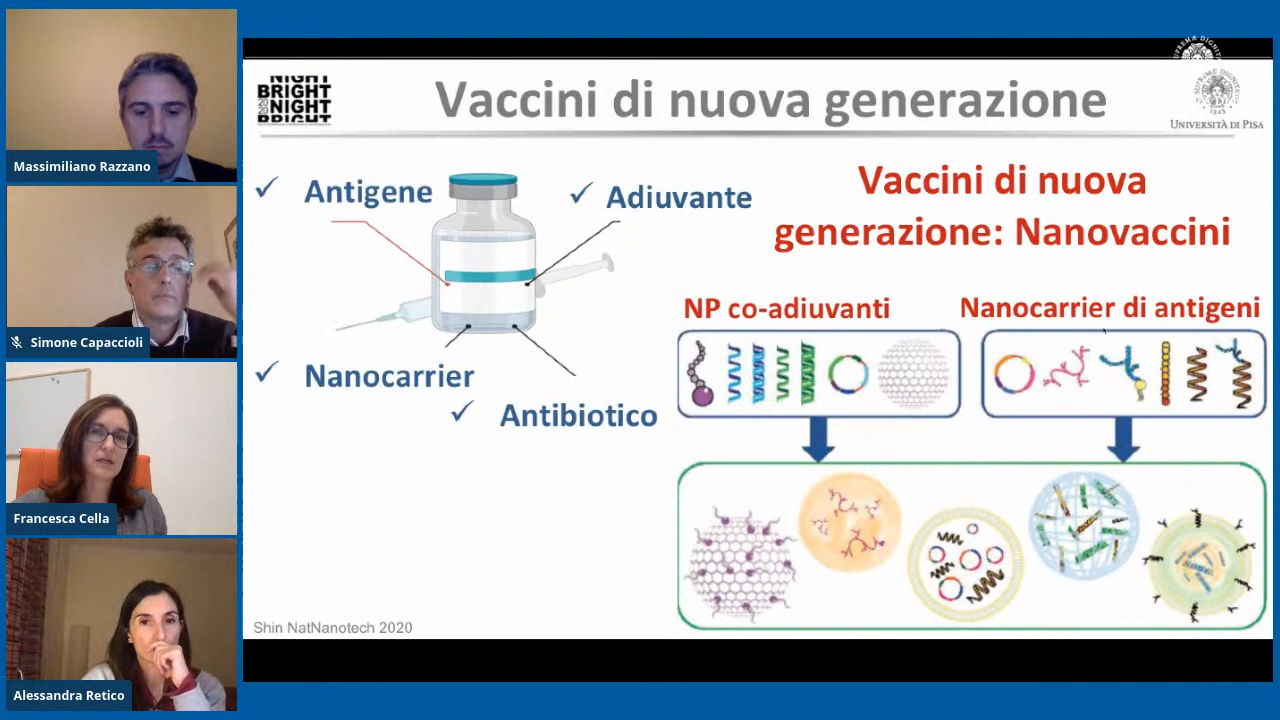 Massimiliano Razzano
Simone Capaccioli
Francesca Cella
Alessandra Retico
NIGHT
BRIGHT
NIGHT
BRIGHT
Vaccini di nuova generazione
UNIVERSITÀ DI PISA
✓ Antigene
✓ Adiuvante
✓ Nanocarrier
✓ Antibiotico
Vaccini di nuova
generazione: Nanovaccini
NP co-adiuvanti
Nanocarrier di antigeni
Shin NatNanotech 2020